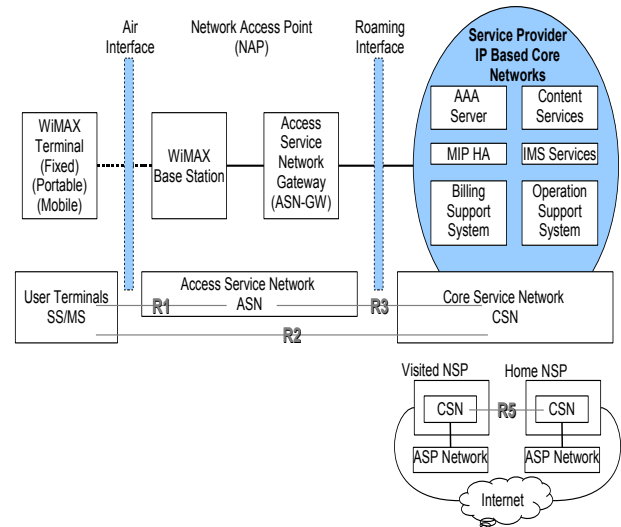 Air
Interface
Network Access Point
(NAP)
Roaming
Interface
Service Provider
IP Based Core
Networks
WiMAX
Terminal
(Fixed)
(Portable)
(Mobile)
WiMAX
Base Station
Access
Service
Network
Gateway
(ASN-GW)
AAA
Server
Content
Services
MIP HA
IMS Services
Billing
Support
System
Operation
Support
System
User Terminals
SS/MS
R1
Access Service Network
ASN
R3
Core Service Network
CSN
R2
Visited NSP
Home NSP
CSN
R5
CSN
ASP Network
ASP Network
Internet